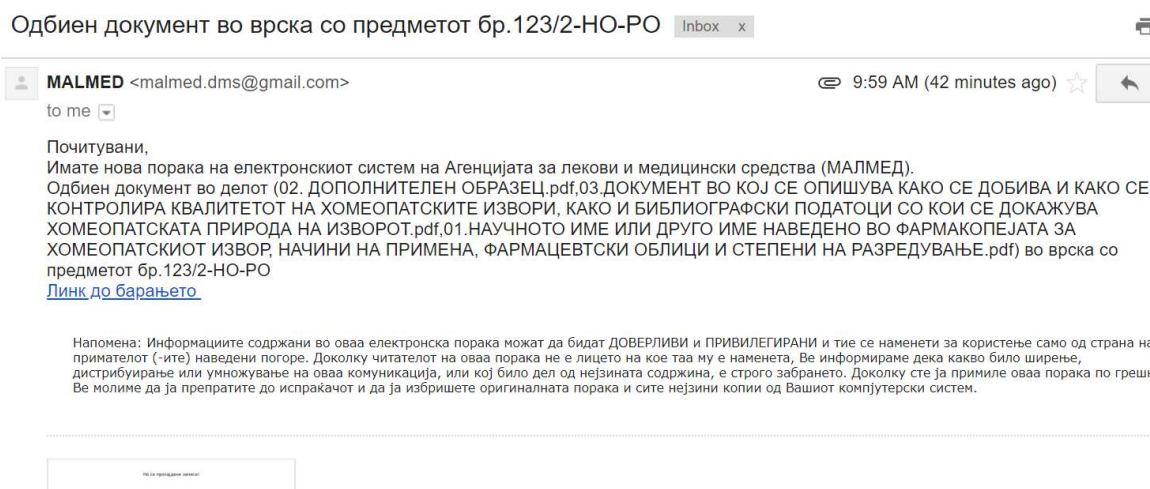 Одбиен документ во врска со предметот бр.123/2-НО-РО Inbox x
MALMED <malmed.dms@gmail.com> 9:59 AM (42 minutes ago)
to me
Почитувани,
Имате нова порака на електронскиот систем на Агенцијата за лекови и медицински средства (МАЛМЕД).
Одбиен документ во делот (02. ДОПОЛНИТЕЛЕН ОБРАЗЕЦ.pdf,03.ДОКУМЕНТ ВО КОЈ СЕ ОПИШУВА КАКО СЕ ДОБИВА И КАКО СЕ
КОНТРОЛИРА КВАЛИТЕТОТ НА ХОМЕОПАТСКИТЕ ИЗВОРИ, КАКО И БИБЛИОГРАФСКИ ПОДАТОЦИ СО КОИ СЕ ДОКАЖУВА
ХОМЕОПАТСКАТА ПРИРОДА НА ИЗВОРОТ.pdf,01.НАУЧНОТО ИМЕ ИЛИ ДРУГО ИМЕ НАВЕДЕНО ВО ФАРМАКОПЕЈАТА ЗА
ХОМЕОПАТСКИОТ ИЗВОР, НАЧИНИ НА ПРИМЕНА, ФАРМАЦЕВТСКИ ОБЛИЦИ И СТЕПЕНИ НА РАЗРЕДУВАЊЕ.pdf) во врска со
предметот бр.123/2-НО-РО
Линк до барањето
Напомена: Информациите содржани во оваа електронска порака можат да бидат ДОВЕРЛИВИ и ПРИВИЛЕГИРАНИ и тие се наменети за користење само од страна на
примателот (-ите) наведени погоре. Доколку читателот на оваа порака не е лицето на кое таа му е наменета, Ве информираме дека какво било ширење,
дистрибуирање или умножување на оваа комуникација, или кој било дел од нејзината содржина, е строго забрането. Доколку сте ја примиле оваа порака по
Ве молиме да ја препратите до испраќачот и да ја избришете оригиналната порака и сите нејзини копии од Вашиот компјутерски систем.